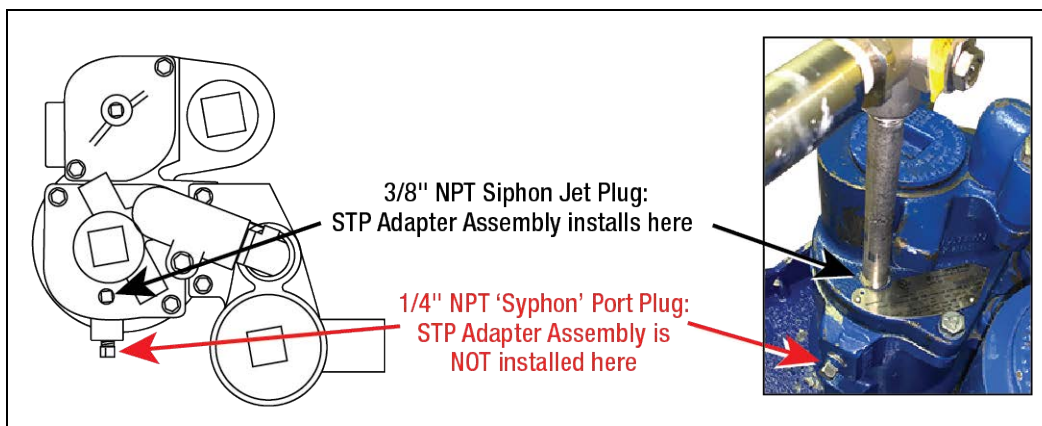 3/8" NPT Siphon Jet Plug:
STP Adapter Assembly installs here
1/4" NPT ‘Syphon’ Port Plug:
STP Adapter Assembly is
NOT installed here